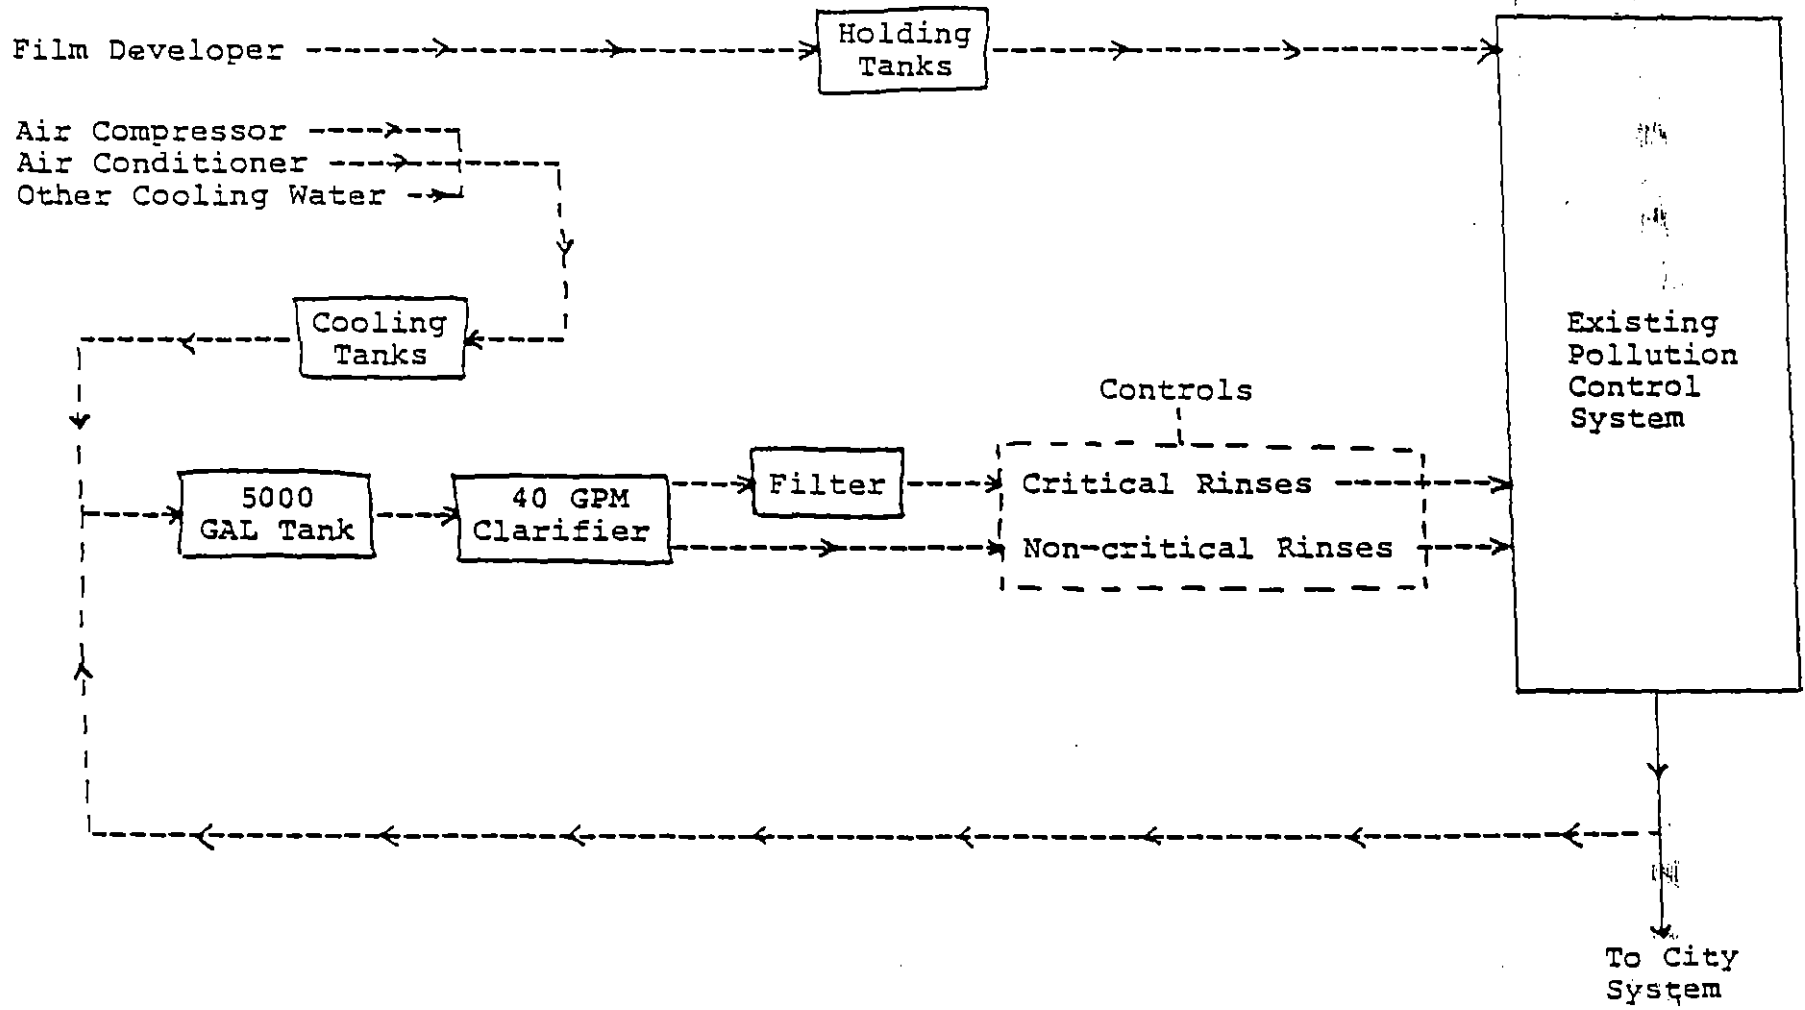 Film Developer
Holding
Tanks
Air Compressor
Air Conditioner
Other Cooling Water
Cooling
Tanks
Existing
Pollution
Control
System
Controls
5000
GAL Tank
40 GPM
Clarifier
Filter
Critical Rinses
Non-critical Rinses
To City
System